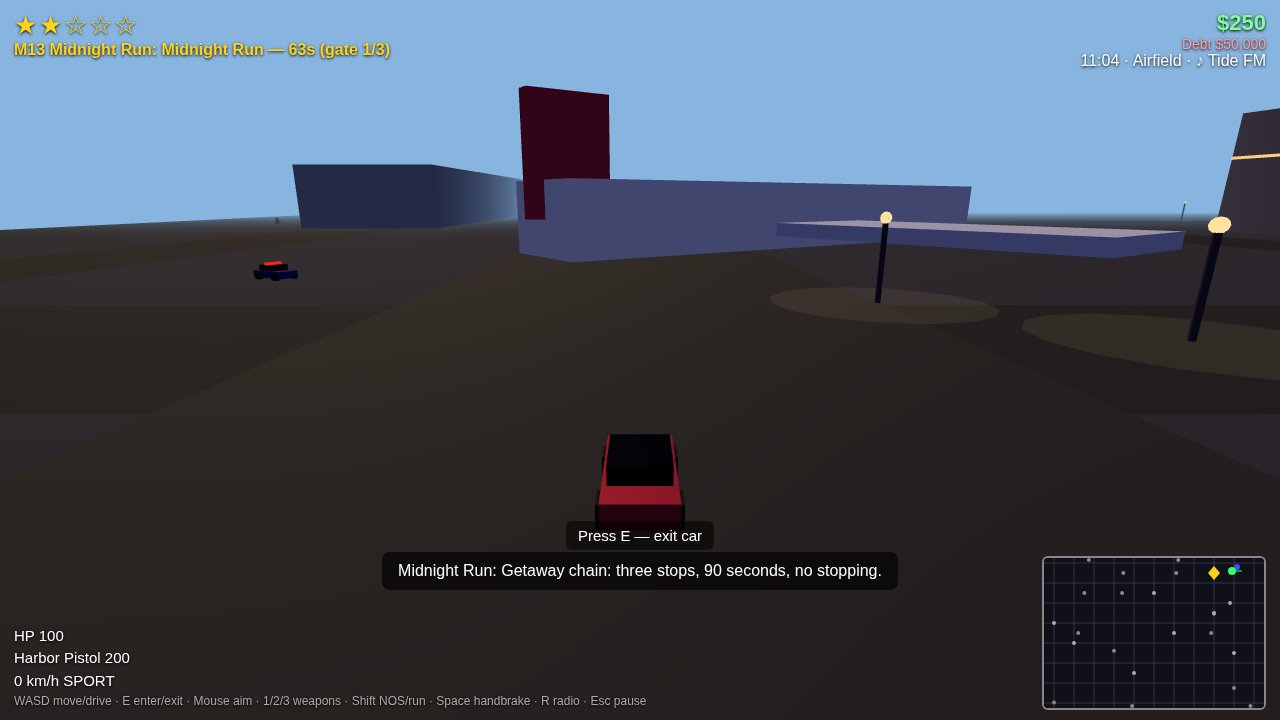 ★★☆☆☆
M13 Midnight Run: Midnight Run — 63s (gate 1/3)
$250
Debt $50,000
11:04 · Airfield · ♪ Tide FM
Press E — exit car
Midnight Run: Getaway chain: three stops, 90 seconds, no stopping.
HP 100
Harbor Pistol 200
0 km/h SPORT
WASD move/drive · E enter/exit · Mouse aim · 1/2/3 weapons · Shift NOS/run · Space handbrake · R radio · Esc pause